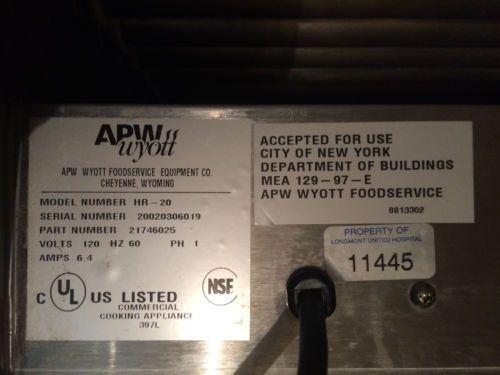 APW
wyott
APW WYOTT FOODSERVICE EQUIPMENT CO.
CHEYENNE, WYOMING
MODEL NUMBER HR-20
SERIAL NUMBER 20020306019
PART NUMBER 21746025
VOLTS 120 HZ 60 PH 1
AMPS 6.4
C UL US LISTED
COMMERCIAL
COOKING APPLIANCE
397L
NSF
ACCEPTED FOR USE
CITY OF NEW YORK
DEPARTMENT OF BUILDINGS
MEA 129-97-E
APW WYOTT FOODSERVICE
8813302
PROPERTY OF
LONGMONT UNITED HOSPITAL
11445